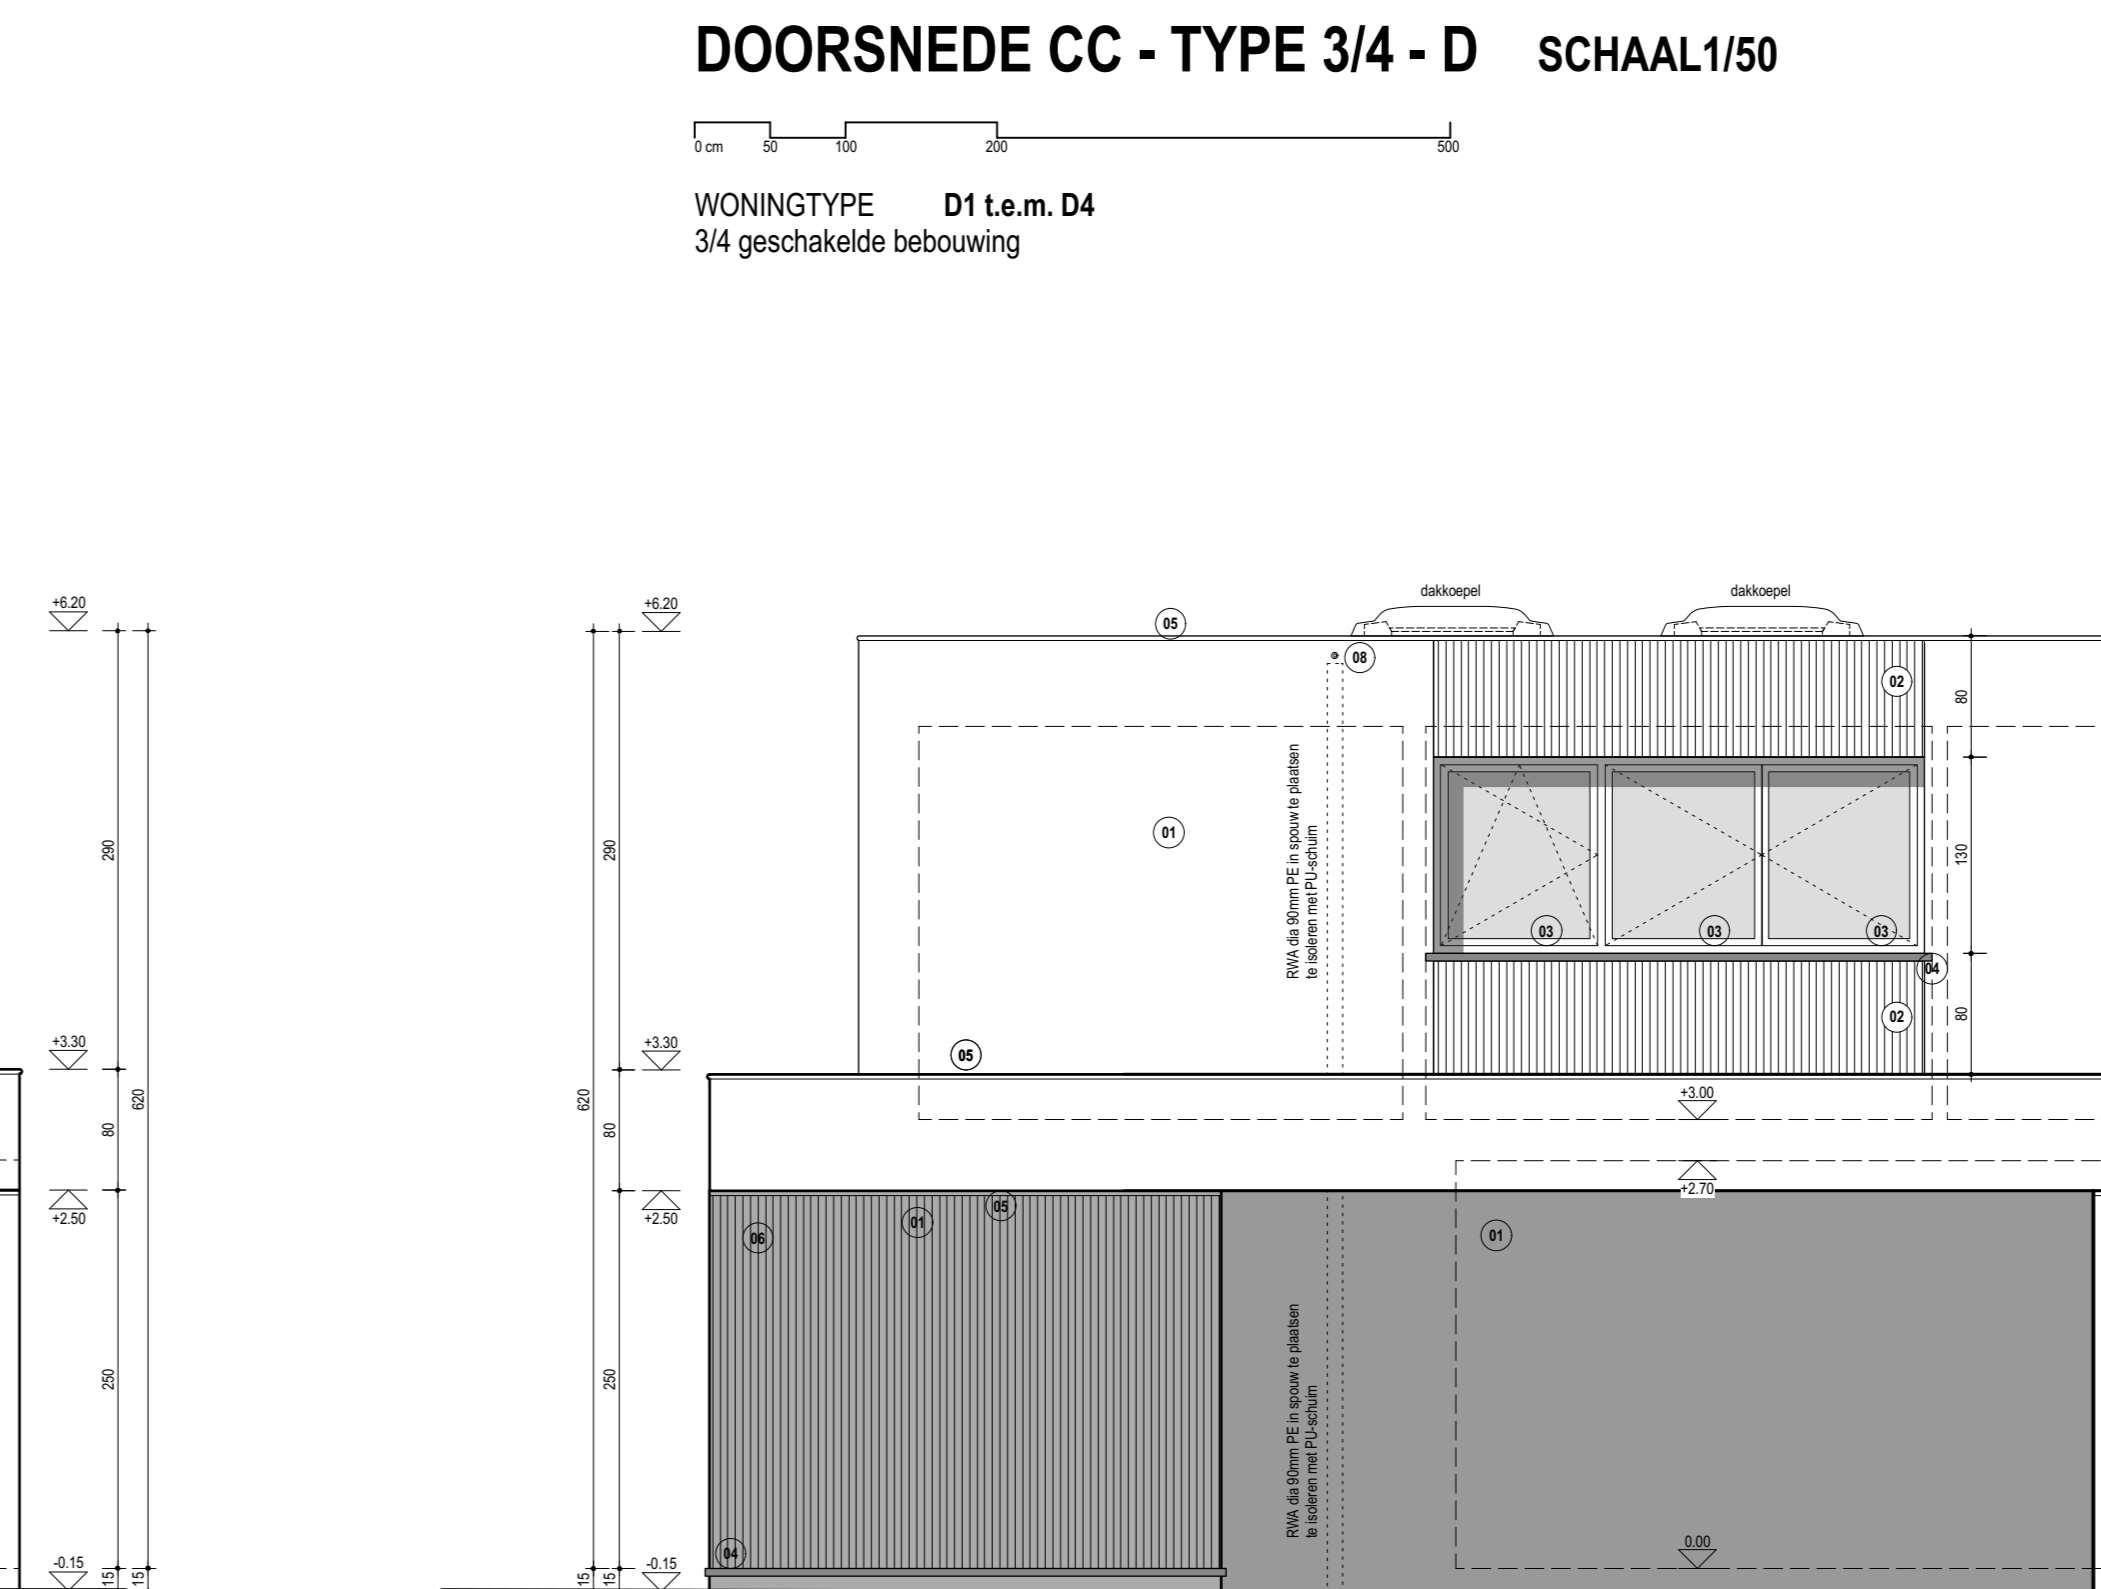 DOORSNEDE CC - TYPE 3/4 - D SCHAAL1/50
0 cm 50 100 200 500
WONINGTYPE D1 t.e.m. D4
3/4 geschakelde bebouwing
dakkoepel dakkoepel
+6.20 +6.20
05
08
02
80
RWA dia 90mm PE in spouw te plaatsen
te isoleren met PU-schuim
01
290 290
130
03 03 03
04
02
80
05
+3.30 +3.30
620 620
80 80
+3.00
+2.70
+2.50 +2.50
05
01
06
01
250 250
RWA dia 90mm PE in spouw te plaatsen
te isoleren met PU-schuim
0.00
04
-0.15 -0.15
15 15 15 15